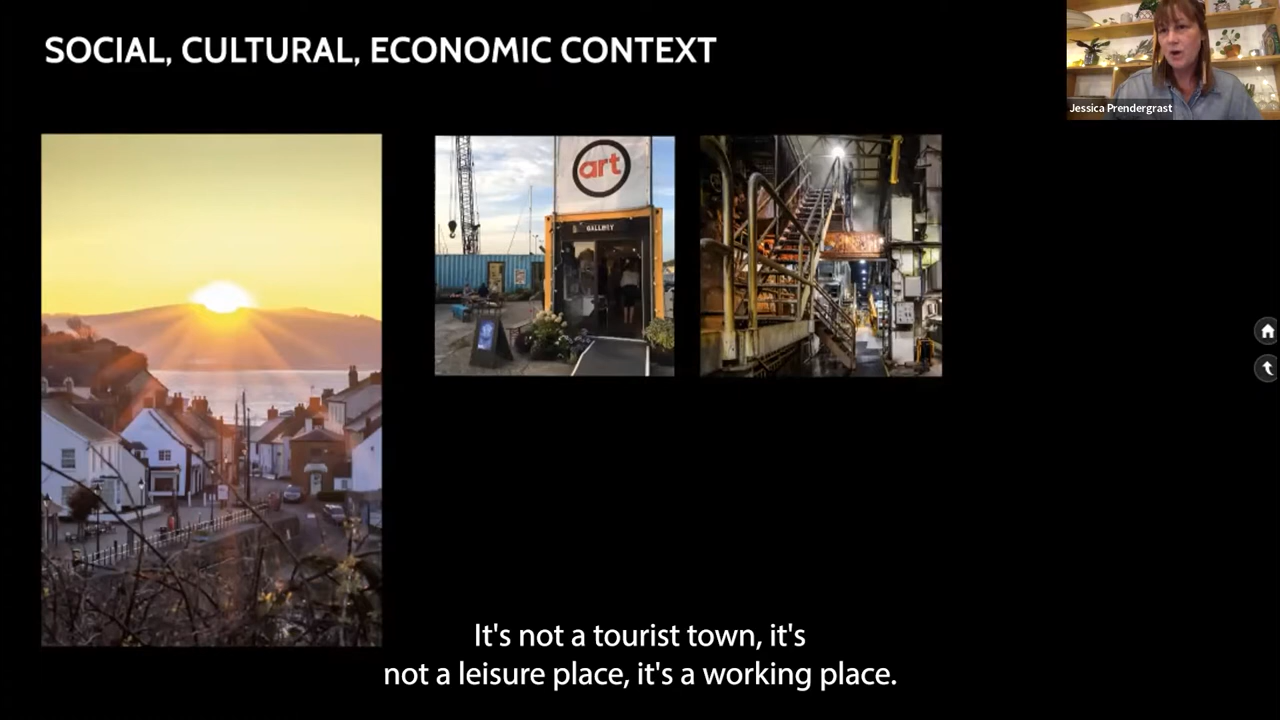 SOCIAL, CULTURAL, ECONOMIC CONTEXT
Jessica Prendergrast
art
GALLERY
It's not a tourist town, it's
not a leisure place, it's a working place.